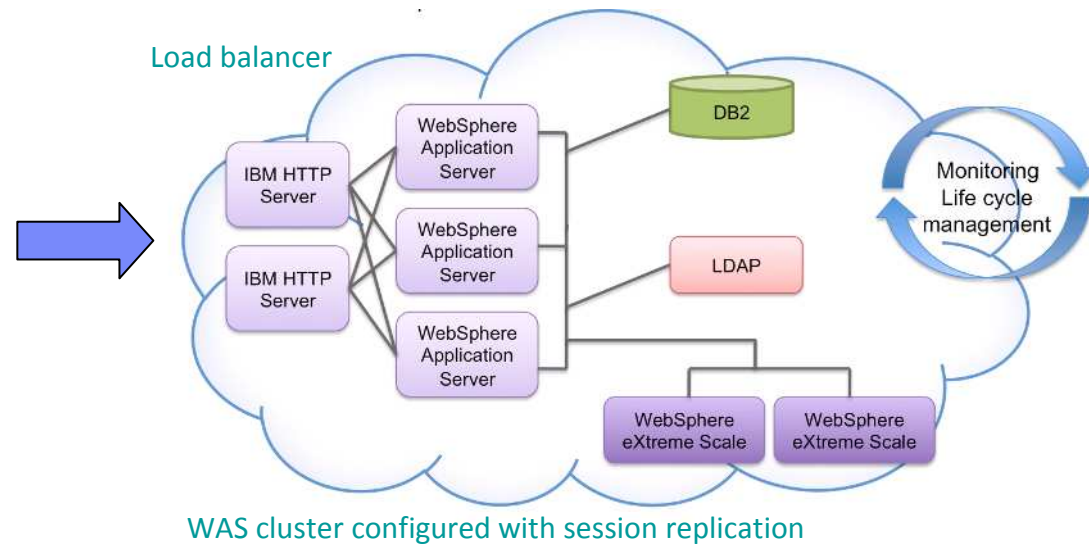 Load balancer
IBM HTTP
Server
IBM HTTP
Server
WebSphere
Application
Server
WebSphere
Application
Server
WebSphere
Application
Server
DB2
LDAP
WebSphere
eXtreme Scale
WebSphere
eXtreme Scale
Monitoring
Life cycle
management
WAS cluster configured with session replication